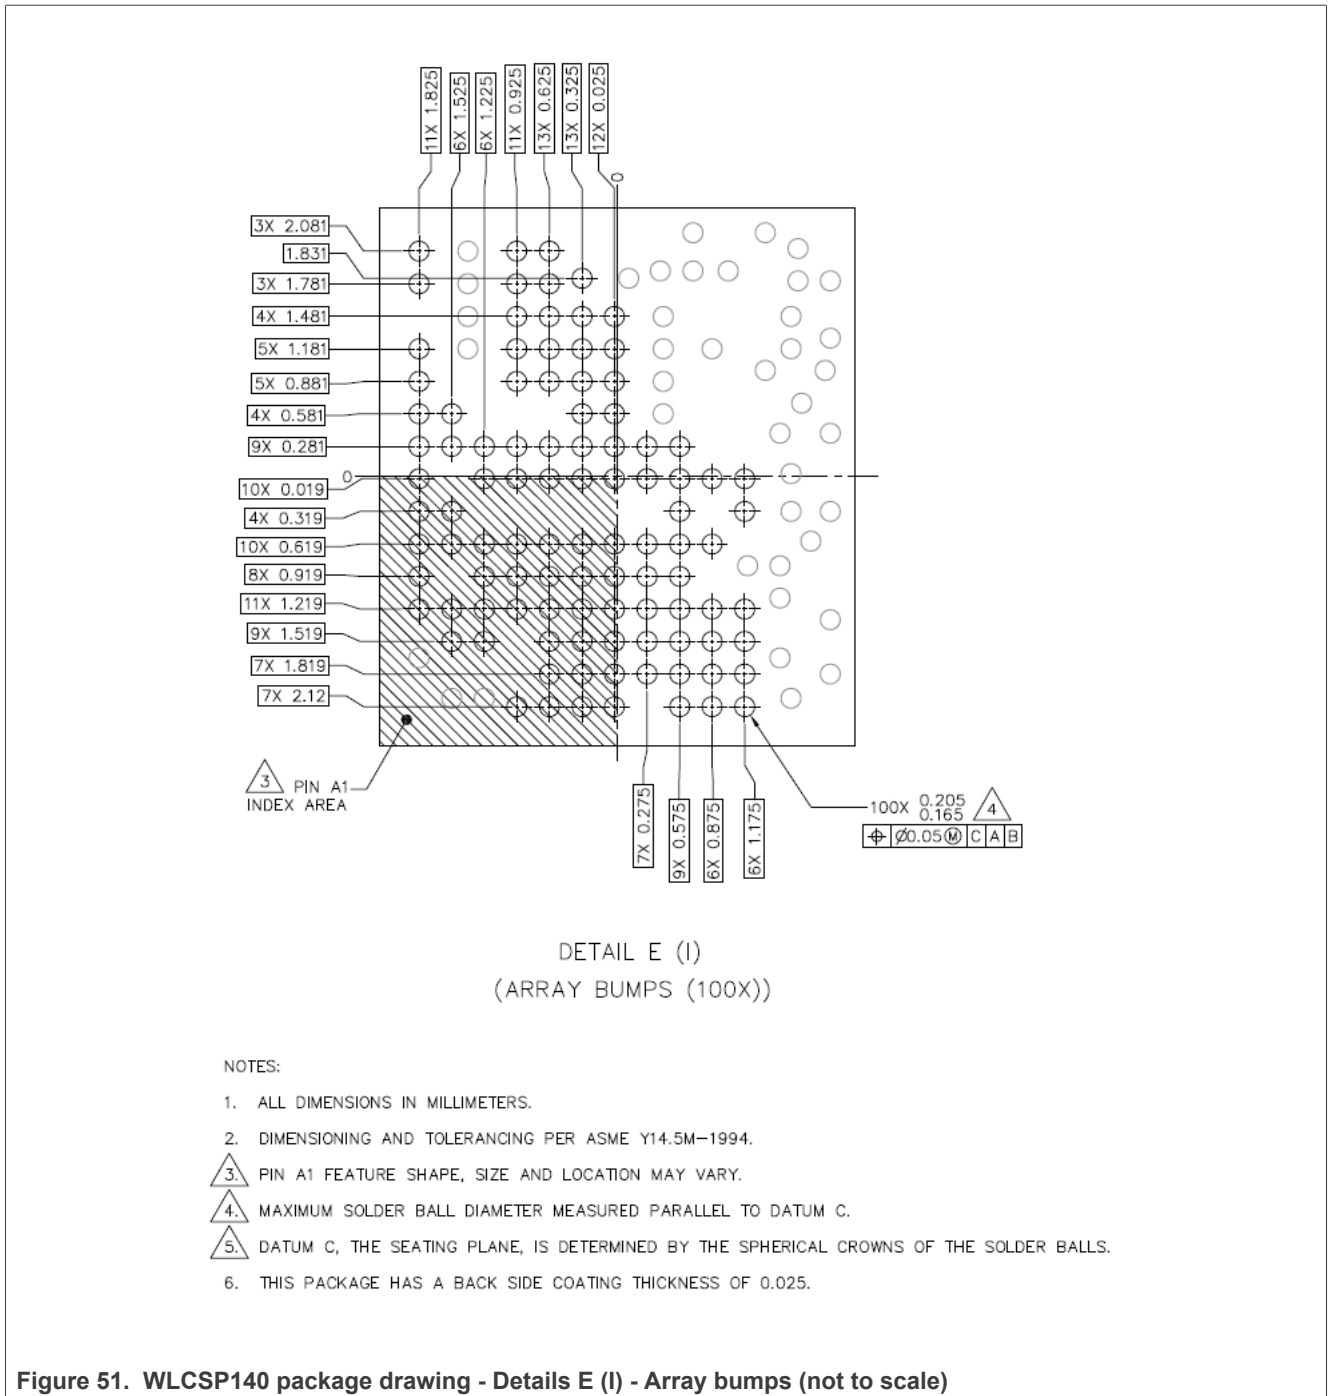 11X 1.825
6X 1.525
6X 1.225
11X 0.925
13X 0.625
13X 0.325
12X 0.025
0
3X 2.081
1.831
3X 1.781
4X 1.481
5X 1.181
5X 0.881
4X 0.581
9X 0.281
0
10X 0.019
4X 0.319
10X 0.619
8X 0.919
11X 1.219
9X 1.519
7X 1.819
7X 2.12
3 PIN A1
INDEX AREA
7X 0.275
9X 0.575
6X 0.875
6X 1.175
100X 0.205
0.165 4
⌖ Ø0.05Ⓜ C A B
DETAIL E (I)
(ARRAY BUMPS (100X))
NOTES:
1. ALL DIMENSIONS IN MILLIMETERS.
2. DIMENSIONING AND TOLERANCING PER ASME Y14.5M–1994.
3. PIN A1 FEATURE SHAPE, SIZE AND LOCATION MAY VARY.
4. MAXIMUM SOLDER BALL DIAMETER MEASURED PARALLEL TO DATUM C.
5. DATUM C, THE SEATING PLANE, IS DETERMINED BY THE SPHERICAL CROWNS OF THE SOLDER BALLS.
6. THIS PACKAGE HAS A BACK SIDE COATING THICKNESS OF 0.025.
Figure 51. WLCSP140 package drawing - Details E (I) - Array bumps (not to scale)